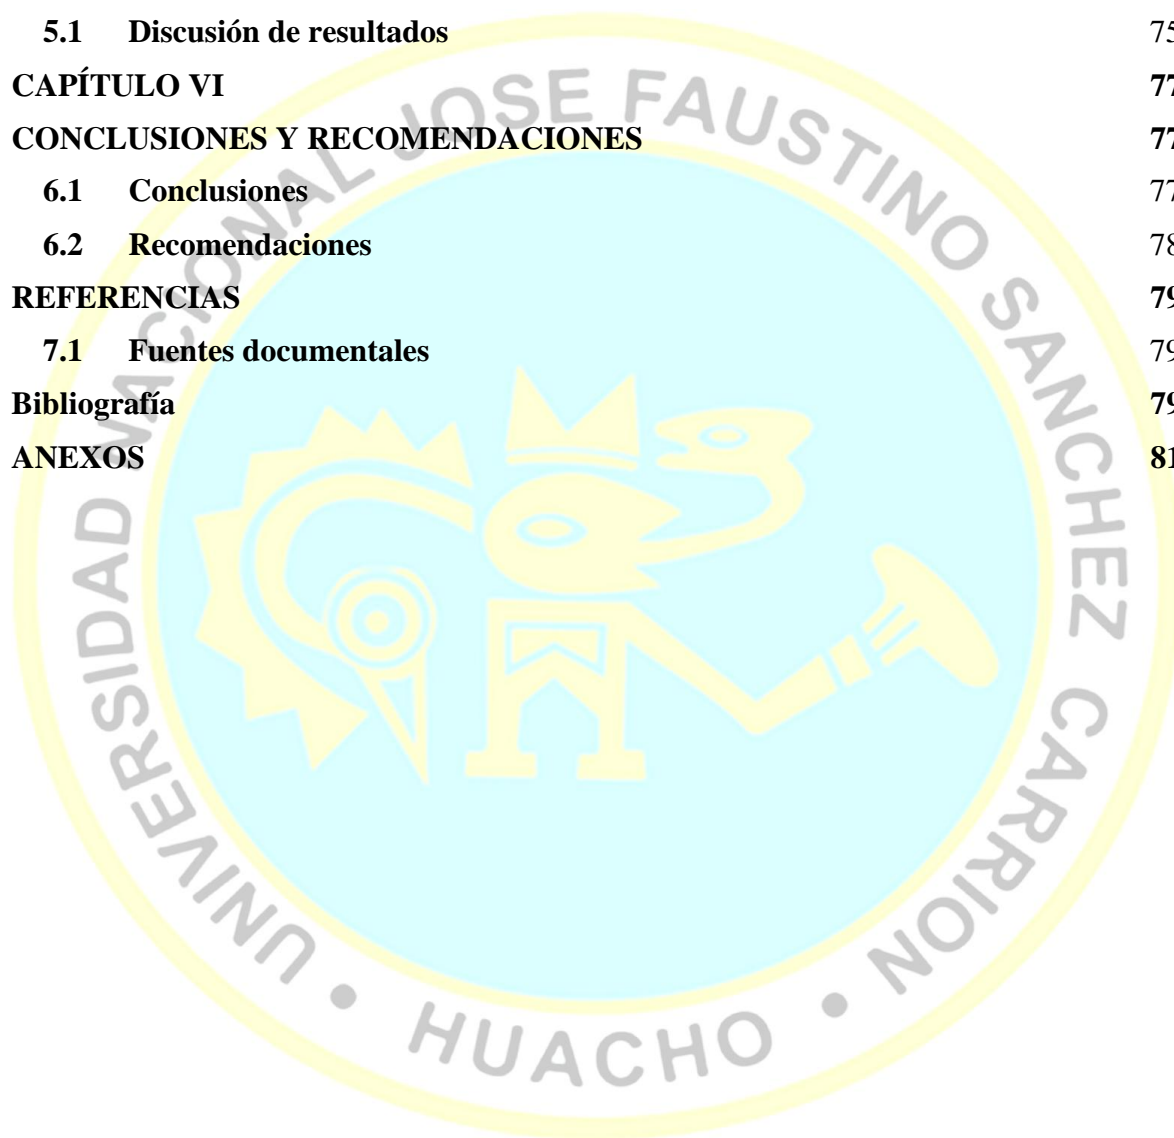 5.1 Discusión de resultados 75
CAPÍTULO VI 77
CONCLUSIONES Y RECOMENDACIONES 77
6.1 Conclusiones 77
6.2 Recomendaciones 78
REFERENCIAS 79
7.1 Fuentes documentales 79
Bibliografía 79
ANEXOS 81
UNIVERSIDAD NACIONAL JOSE FAUSTINO SANCHEZ CARRION • HUACHO •